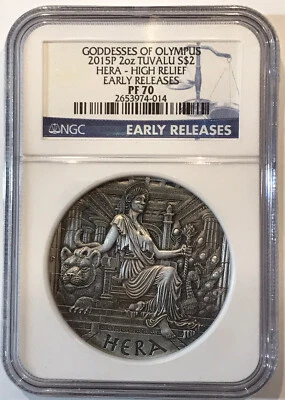 GODDESSES OF OLYMPUS
2015P 2oz TUVALU S$2
HERA - HIGH RELIEF
EARLY RELEASES
PF 70
2653974-014
NGC
EARLY RELEASES
HERA